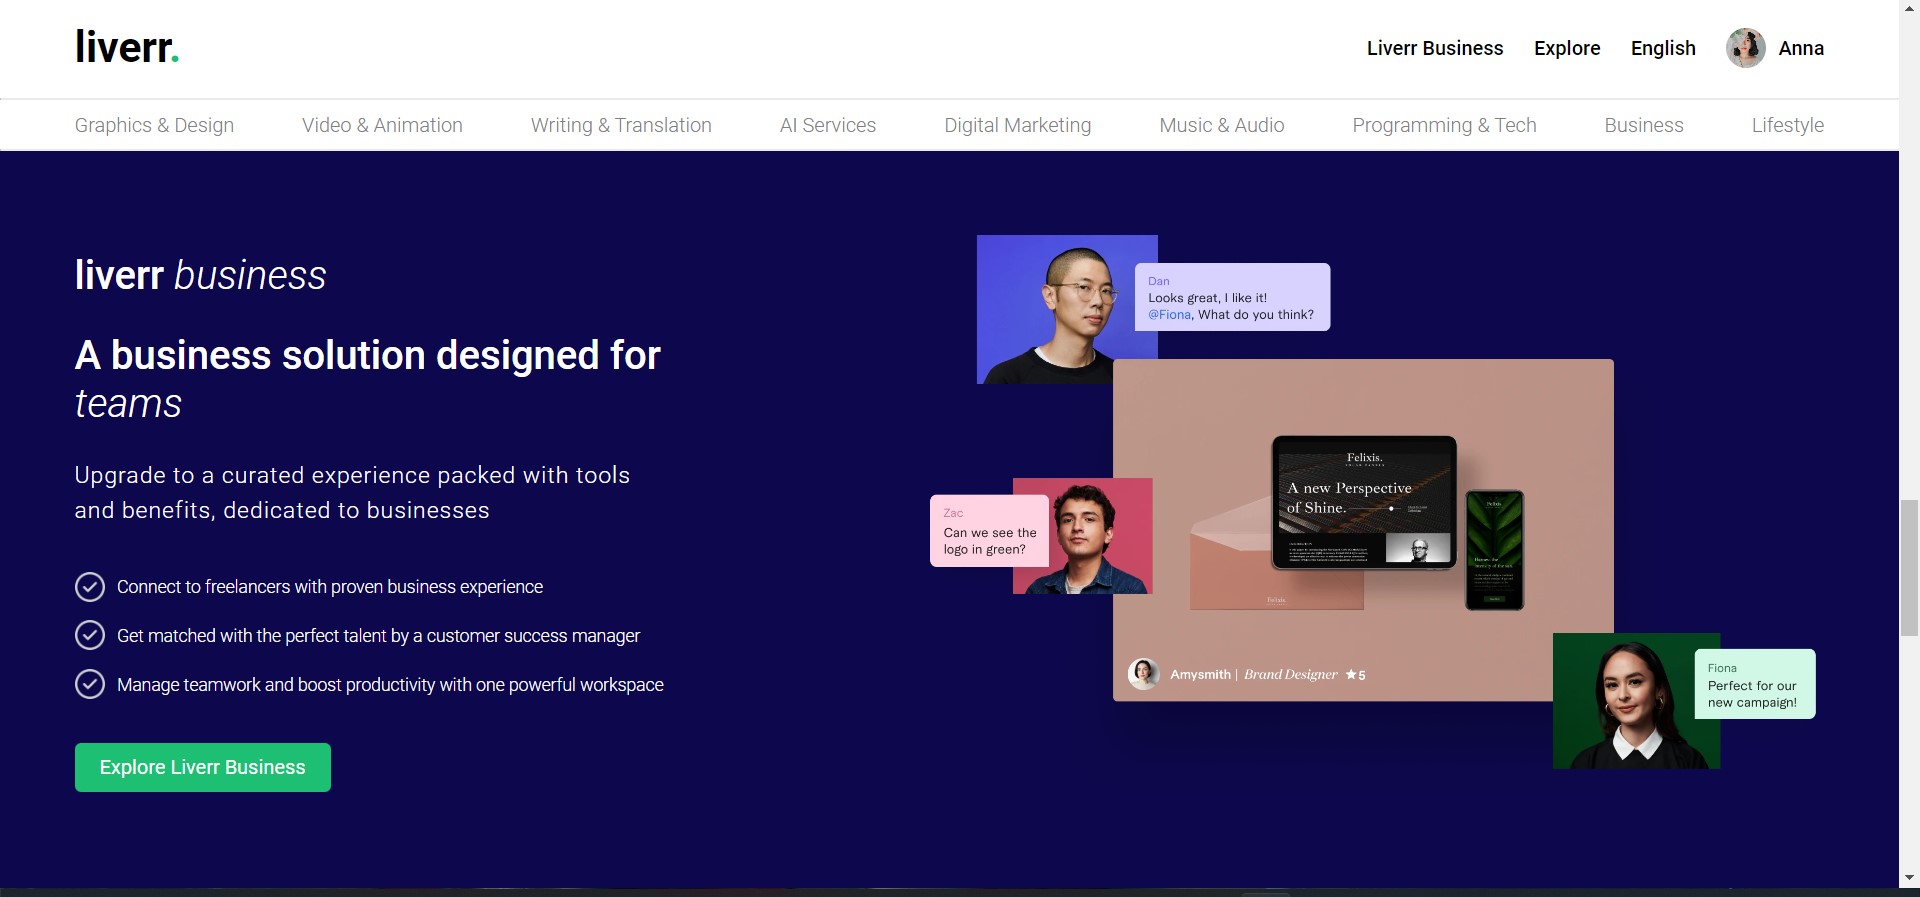 liverr.
Liverr Business Explore English Anna
Graphics & Design Video & Animation Writing & Translation AI Services Digital Marketing Music & Audio Programming & Tech Business Lifestyle
liverr business
A business solution designed for
teams
Upgrade to a curated experience packed with tools
and benefits, dedicated to businesses
Connect to freelancers with proven business experience
Get matched with the perfect talent by a customer success manager
Manage teamwork and boost productivity with one powerful workspace
Explore Liverr Business
Dan
Looks great, I like it!
@Fiona, What do you think?
Zac
Can we see the
logo in green?
Felixis.
A new Perspective
of Shine.
Felixis.
Felixis.
Amysmith | Brand Designer ★5
Fiona
Perfect for our
new campaign!